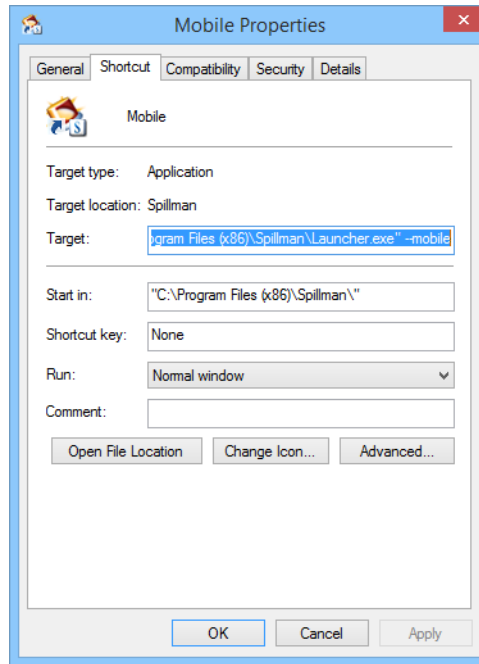 Mobile Properties
General Shortcut Compatibility Security Details
Mobile
Target type: Application
Target location: Spillman
Target: ogram Files (x86)\Spillman\Launcher.exe" --mobile
Start in: "C:\Program Files (x86)\Spillman\"
Shortcut key: None
Run: Normal window
Comment:
Open File Location Change Icon... Advanced...
OK Cancel Apply